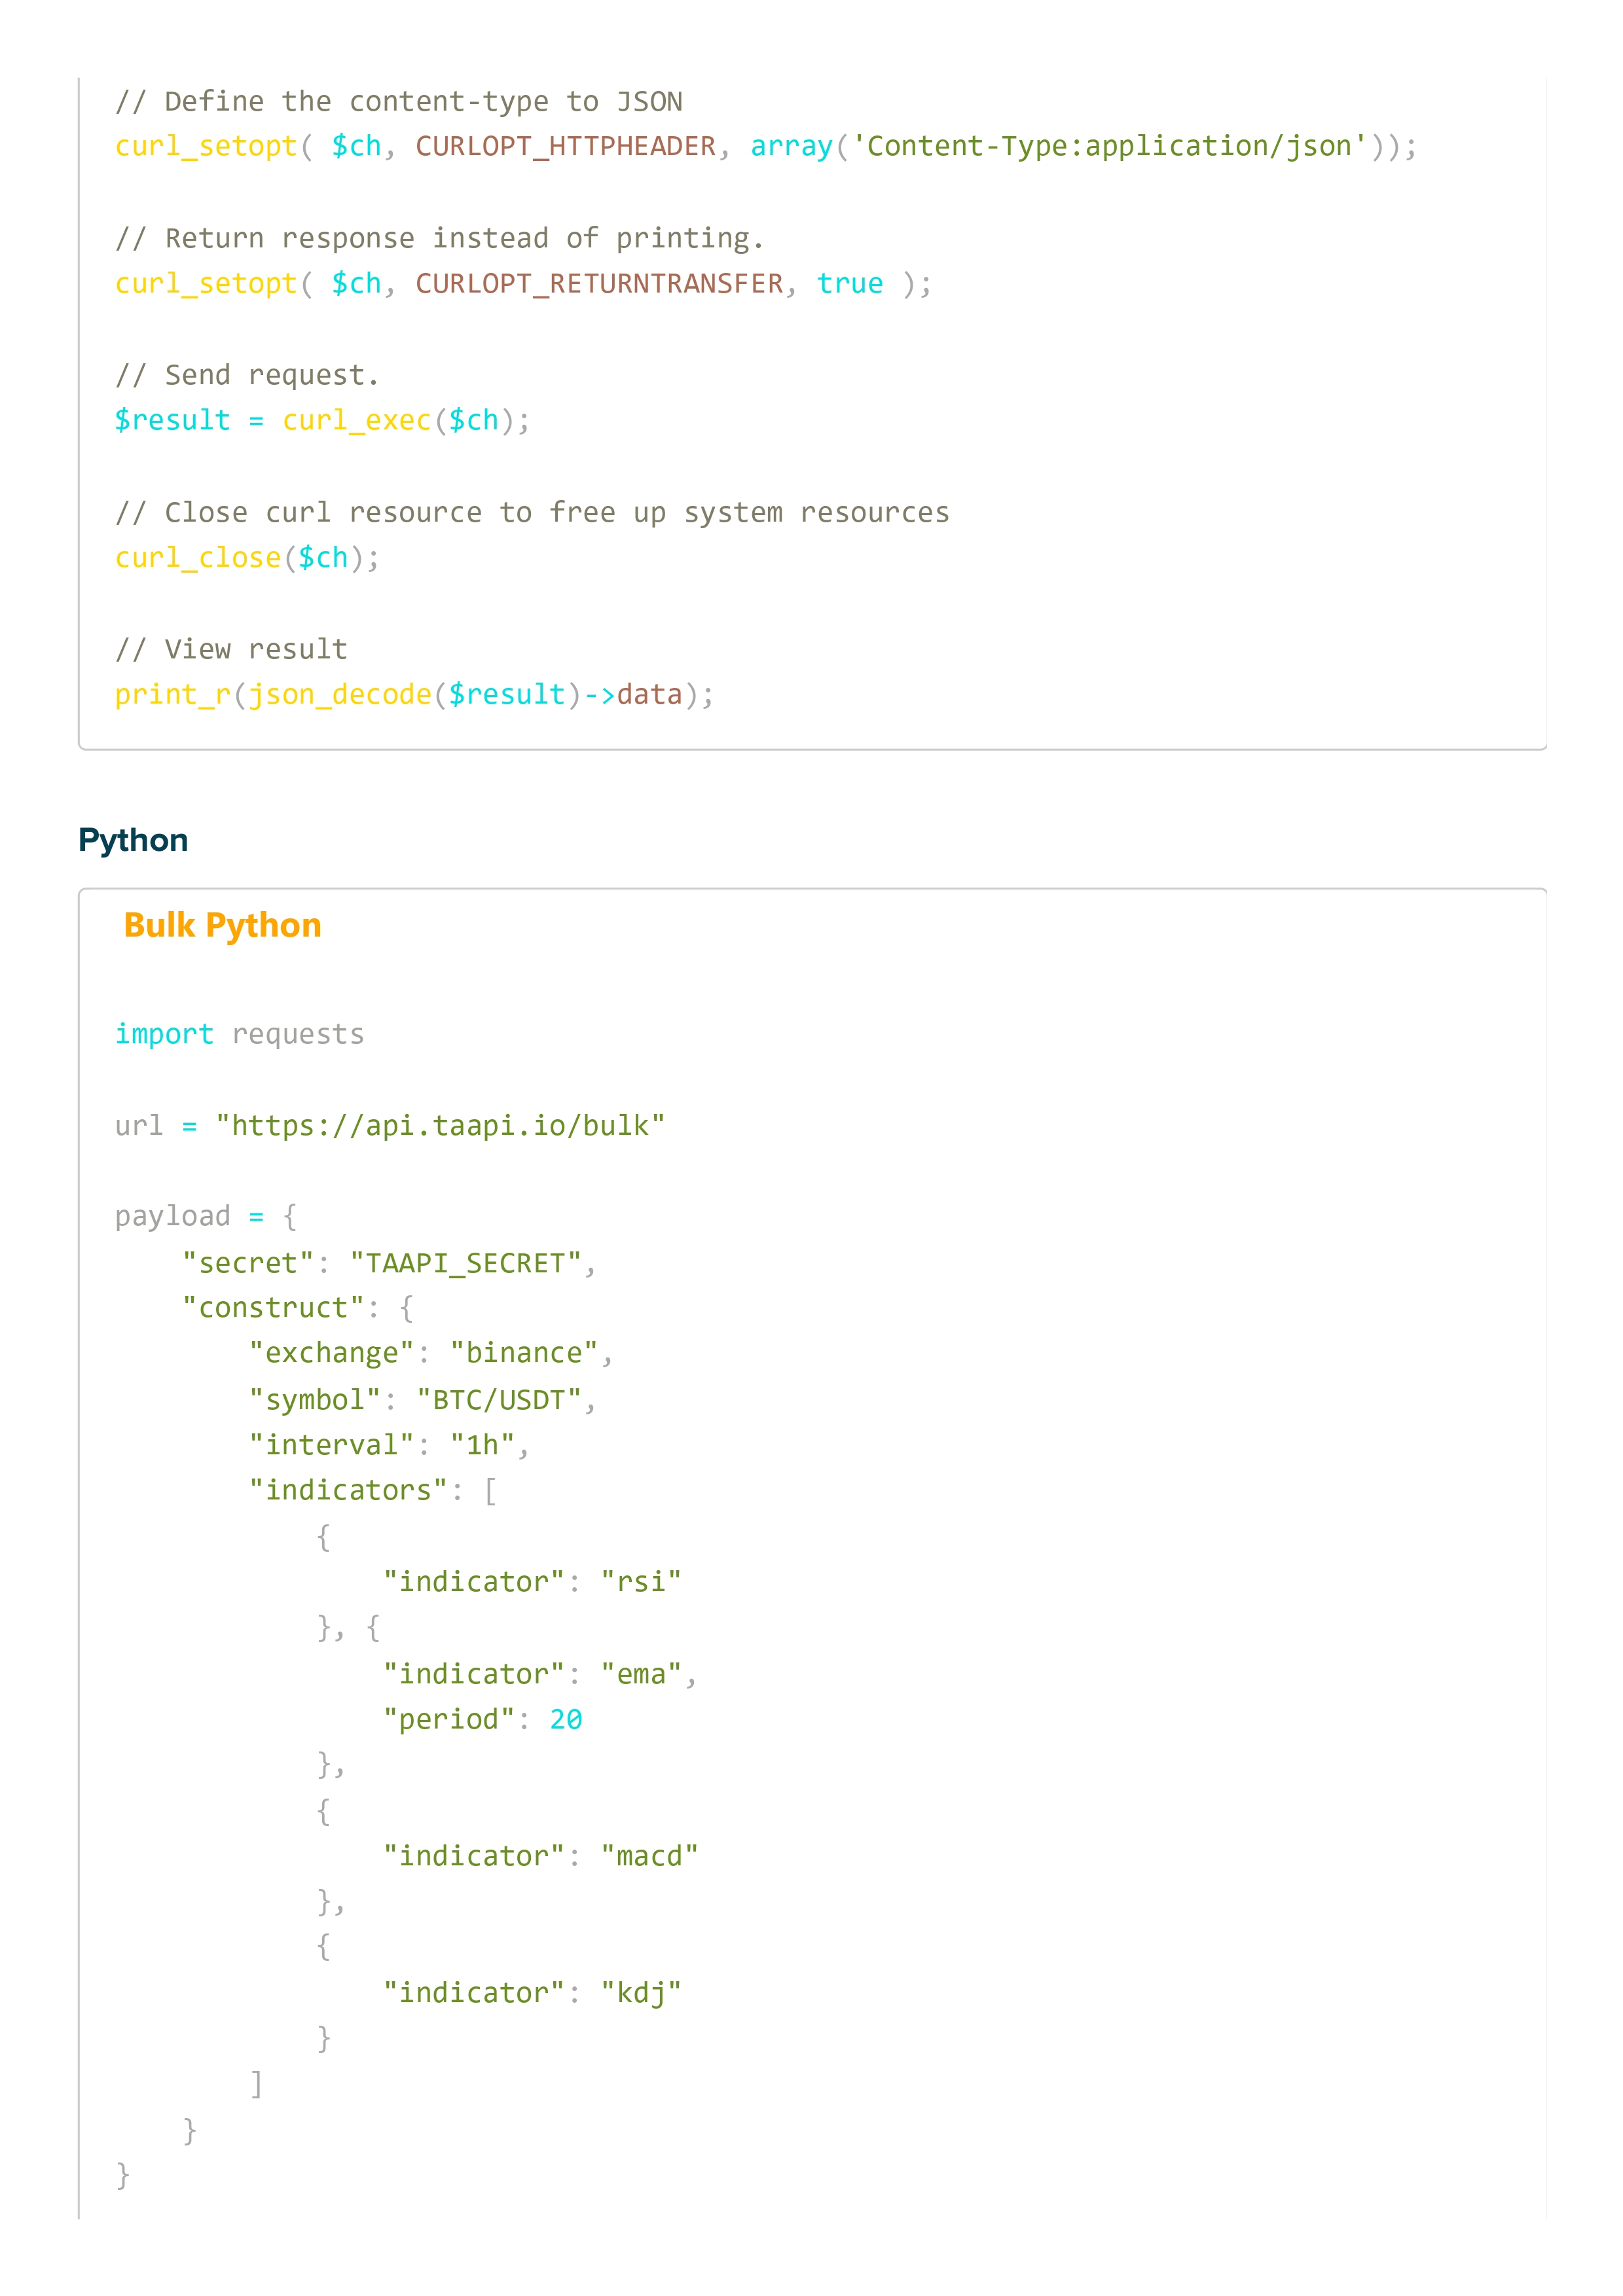 // Define the content-type to JSON
curl_setopt( $ch, CURLOPT_HTTPHEADER, array('Content-Type:application/json'));
// Return response instead of printing.
curl_setopt( $ch, CURLOPT_RETURNTRANSFER, true );
// Send request.
$result = curl_exec($ch);
// Close curl resource to free up system resources
curl_close($ch);
// View result
print_r(json_decode($result)->data);
Python
Bulk Python
import requests
url = "https://api.taapi.io/bulk"
payload = {
    "secret": "TAAPI_SECRET",
    "construct": {
        "exchange": "binance",
        "symbol": "BTC/USDT",
        "interval": "1h",
        "indicators": [
            {
                "indicator": "rsi"
            }, {
                "indicator": "ema",
                "period": 20
            },
            {
                "indicator": "macd"
            },
            {
                "indicator": "kdj"
            }
        ]
    }
}